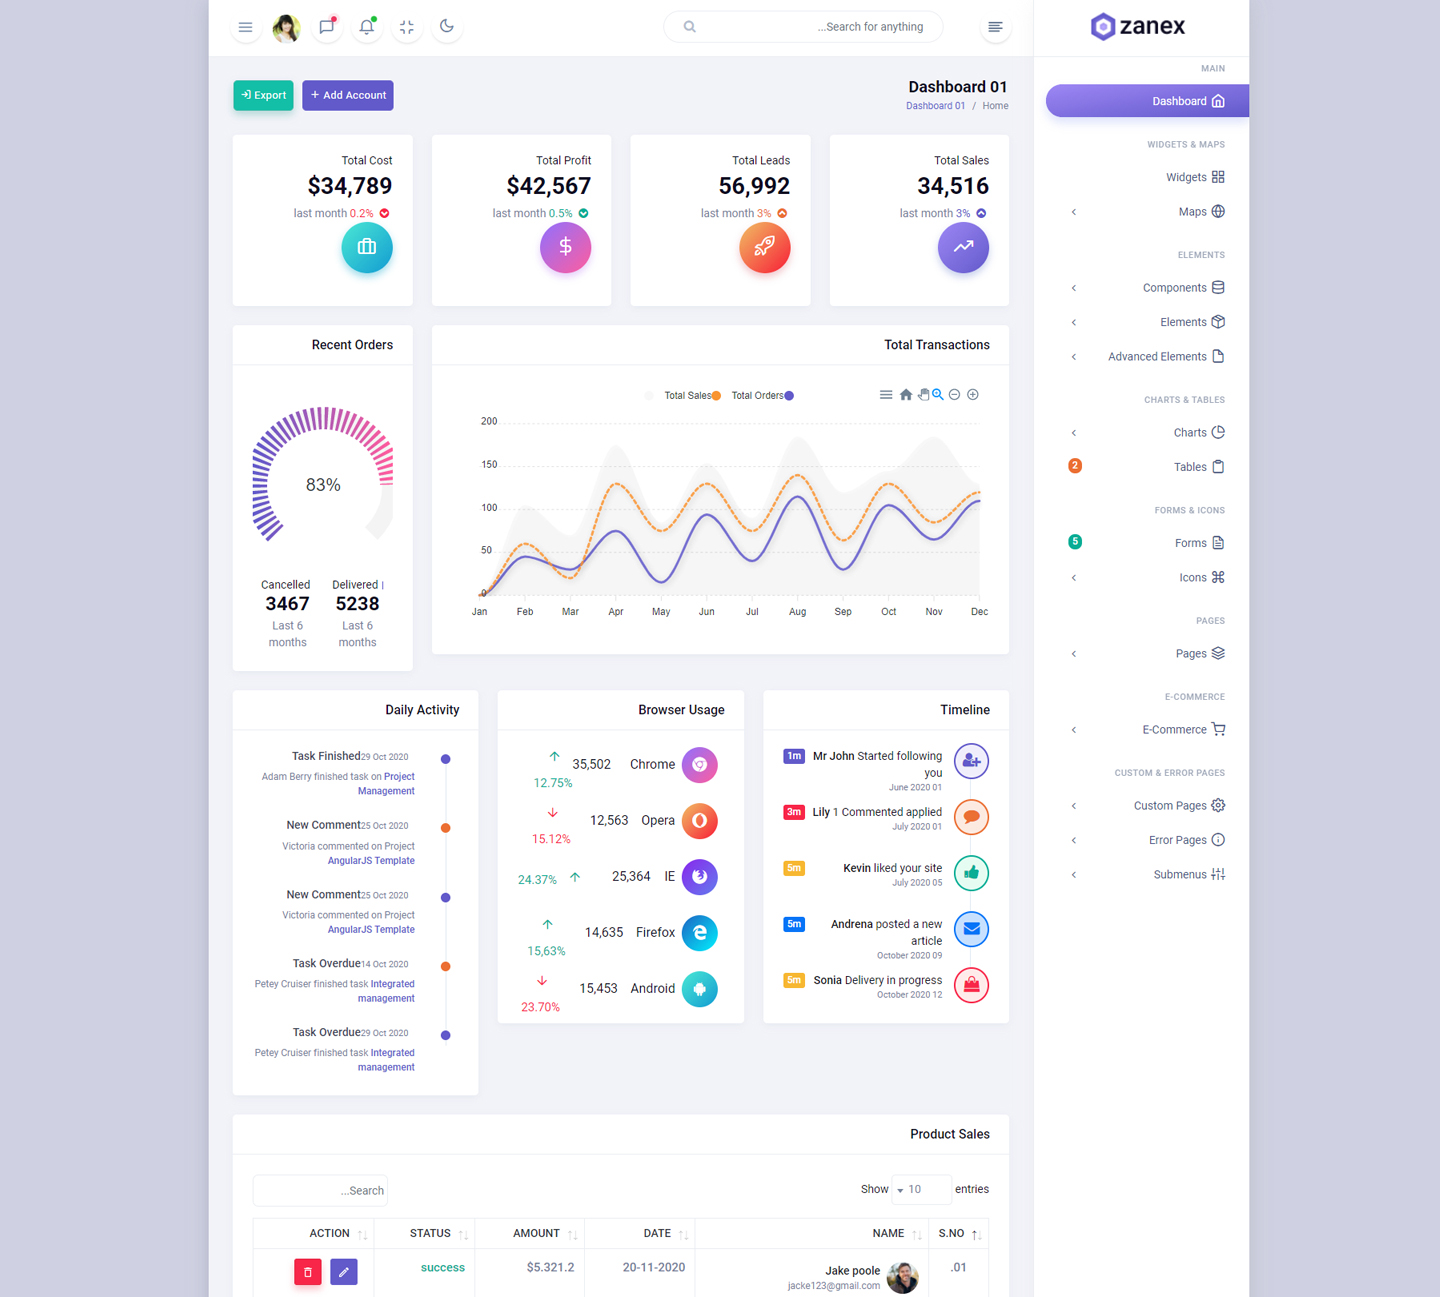 ...Search for anything
zanex
MAIN
Dashboard
WIDGETS & MAPS
Widgets
Maps
ELEMENTS
Components
Elements
Advanced Elements
CHARTS & TABLES
Charts
Tables
2
FORMS & ICONS
Forms
5
Icons
PAGES
Pages
E-COMMERCE
E-Commerce
CUSTOM & ERROR PAGES
Custom Pages
Error Pages
Submenus
Export
Add Account
Dashboard 01
Dashboard 01 / Home
Total Cost
$34,789
last month 0.2%
Total Profit
$42,567
last month 0.5%
Total Leads
56,992
last month 3%
Total Sales
34,516
last month 3%
Recent Orders
83%
Cancelled
3467
Last 6
months
Delivered
5238
Last 6
months
Total Transactions
Total Sales
Total Orders
200
150
100
50
0
Jan Feb Mar Apr May Jun Jul Aug Sep Oct Nov Dec
Daily Activity
Task Finished 29 Oct 2020
Adam Berry finished task on Project
Management
New Comment 25 Oct 2020
Victoria commented on Project
AngularJS Template
New Comment 25 Oct 2020
Victoria commented on Project
AngularJS Template
Task Overdue 14 Oct 2020
Petey Cruiser finished task Integrated
management
Task Overdue 29 Oct 2020
Petey Cruiser finished task Integrated
management
Browser Usage
12.75% 35,502 Chrome
15.12% 12,563 Opera
24.37% 25,364 IE
15,63% 14,635 Firefox
23.70% 15,453 Android
Timeline
1m Mr John Started following
you
June 2020 01
3m Lily 1 Commented applied
July 2020 01
5m Kevin liked your site
July 2020 05
5m Andrena posted a new
article
October 2020 09
5m Sonia Delivery in progress
October 2020 12
Product Sales
...Search
Show 10 entries
ACTION STATUS AMOUNT DATE NAME S.NO
success $5.321.2 20-11-2020 Jake poole .01
jacke123@gmail.com